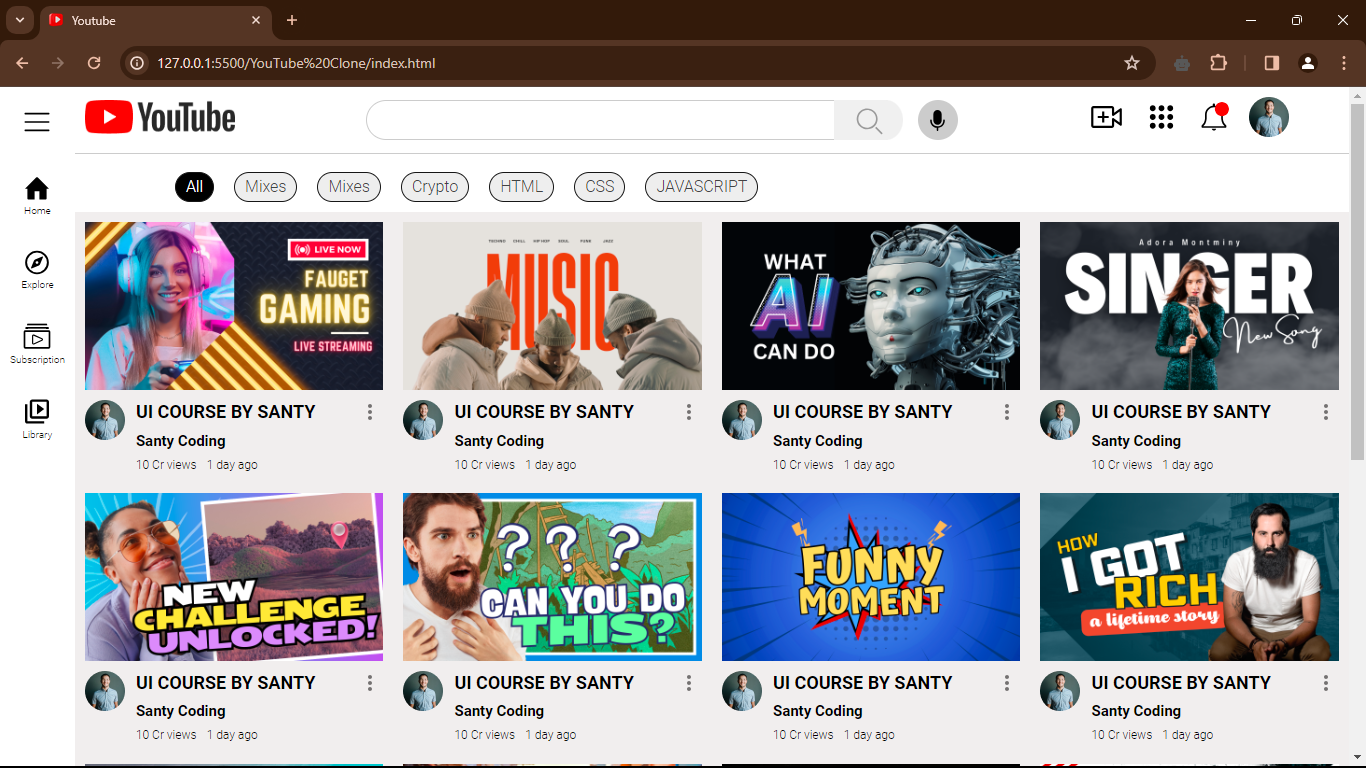 Youtube
127.0.0.1:5500/YouTube%20Clone/index.html
YouTube
All Mixes Mixes Crypto HTML CSS JAVASCRIPT
Home
Explore
Subscription
Library
LIVE NOW
FAUGET
GAMING
LIVE STREAMING
TECHNO CHILL HIP HOP SOUL FUNK JAZZ
MUSIC
WHAT
AI
CAN DO
Adora Montminy
SINGER
New Song
UI COURSE BY SANTY
Santy Coding
10 Cr views 1 day ago
UI COURSE BY SANTY
Santy Coding
10 Cr views 1 day ago
UI COURSE BY SANTY
Santy Coding
10 Cr views 1 day ago
UI COURSE BY SANTY
Santy Coding
10 Cr views 1 day ago
NEW
CHALLENGE
UNLOCKED!
? ? ?
CAN YOU DO
THIS?
FUNNY
MOMENT
HOW
I GOT
RICH
a lifetime story
UI COURSE BY SANTY
Santy Coding
10 Cr views 1 day ago
UI COURSE BY SANTY
Santy Coding
10 Cr views 1 day ago
UI COURSE BY SANTY
Santy Coding
10 Cr views 1 day ago
UI COURSE BY SANTY
Santy Coding
10 Cr views 1 day ago